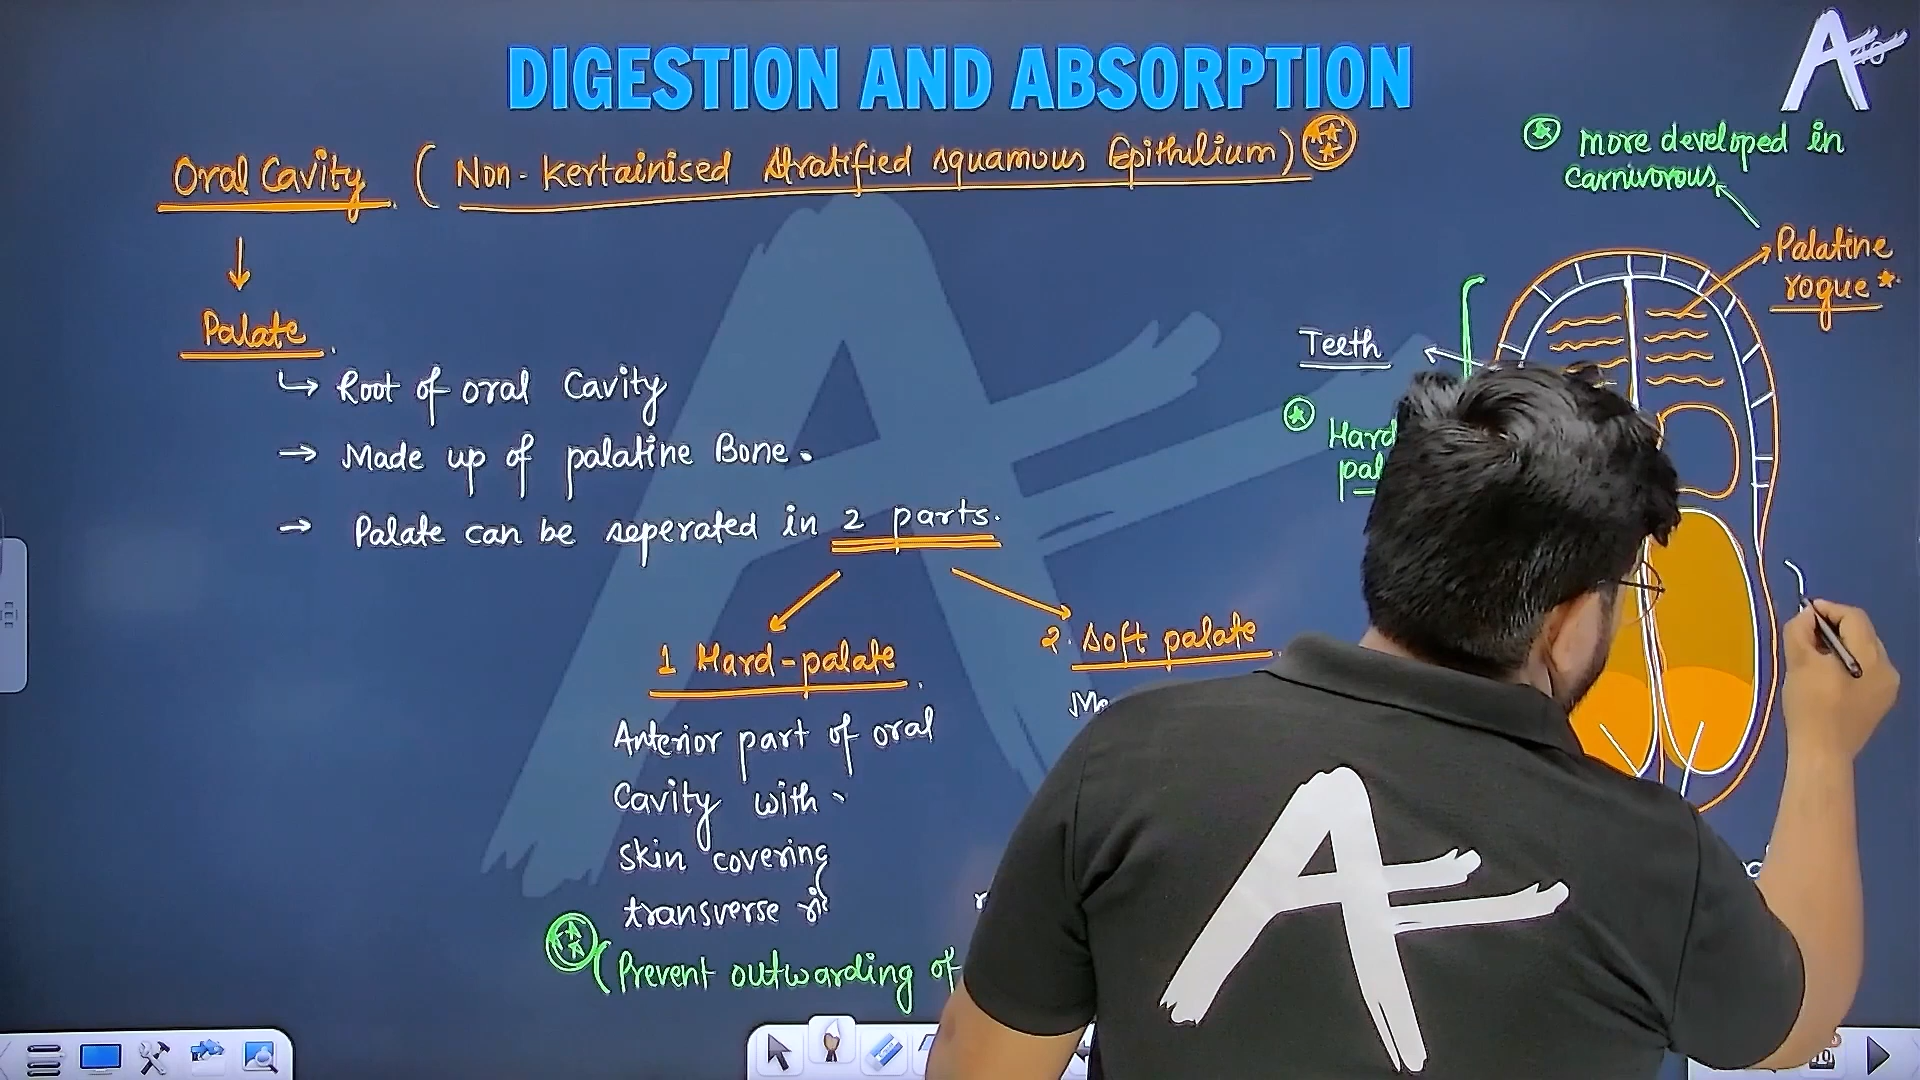 DIGESTION AND ABSORPTION
Oral Cavity ( Non-kertainised stratified squamous Epithilium)
Palate
Root of oral Cavity
Made up of palatine Bone.
Palate can be seperated in 2 parts.
1 Hard-palate
Anterior part of oral
Cavity with
skin covering
transverse
(Prevent outwarding of
2. Soft palate
more developed in
carnivorous
Palatine
rogue
Teeth
Hard
pal